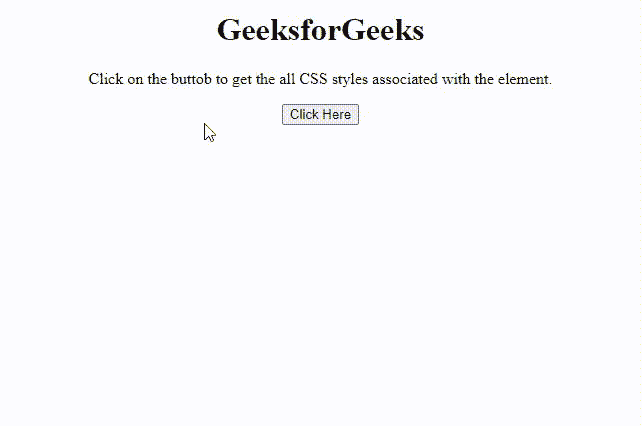 GeeksforGeeks
Click on the buttob to get the all CSS styles associated with the element.
Click Here